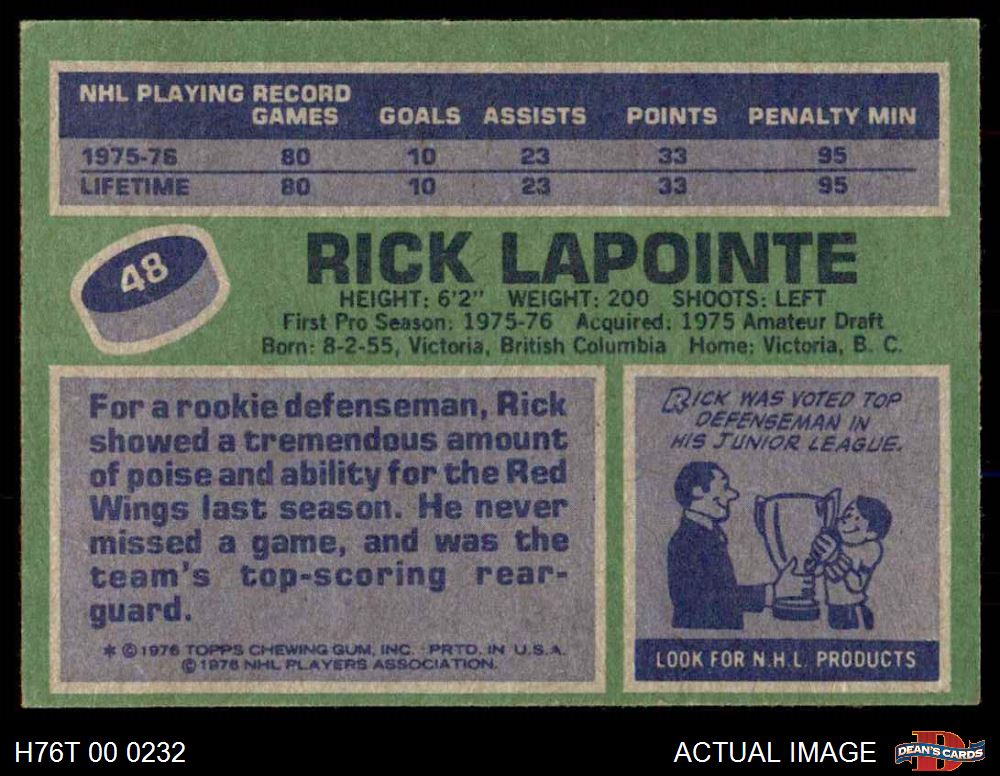 NHL PLAYING RECORD
GAMES GOALS ASSISTS POINTS PENALTY MIN
1975-76 80 10 23 33 95
LIFETIME 80 10 23 33 95
48
RICK LAPOINTE
HEIGHT: 6'2" WEIGHT: 200 SHOOTS: LEFT
First Pro Season: 1975-76 Acquired: 1975 Amateur Draft
Born: 8-2-55, Victoria, British Columbia Home: Victoria, B. C.
For a rookie defenseman, Rick
showed a tremendous amount
of poise and ability for the Red
Wings last season. He never
missed a game, and was the
team's top-scoring rear-
guard.
* © 1976 TOPPS CHEWING GUM, INC. PRTD. IN U.S.A.
© 1976 NHL PLAYERS ASSOCIATION.
RICK WAS VOTED TOP
DEFENSEMAN IN
HIS JUNIOR LEAGUE.
LOOK FOR N.H.L. PRODUCTS
H76T 00 0232
ACTUAL IMAGE
DEAN'S CARDS